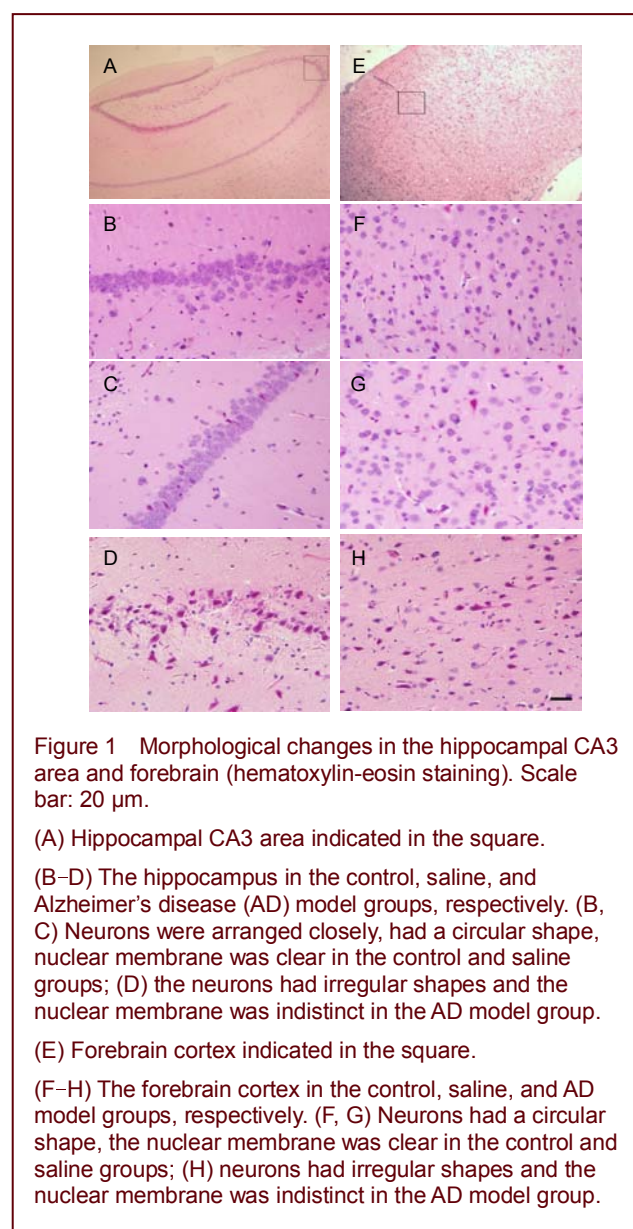 A
E
B
F
C
G
D
H
Figure 1 Morphological changes in the hippocampal CA3
area and forebrain (hematoxylin-eosin staining). Scale
bar: 20 μm.
(A) Hippocampal CA3 area indicated in the square.
(B–D) The hippocampus in the control, saline, and
Alzheimer's disease (AD) model groups, respectively. (B,
C) Neurons were arranged closely, had a circular shape,
nuclear membrane was clear in the control and saline
groups; (D) the neurons had irregular shapes and the
nuclear membrane was indistinct in the AD model group.
(E) Forebrain cortex indicated in the square.
(F–H) The forebrain cortex in the control, saline, and AD
model groups, respectively. (F, G) Neurons had a circular
shape, the nuclear membrane was clear in the control and
saline groups; (H) neurons had irregular shapes and the
nuclear membrane was indistinct in the AD model group.